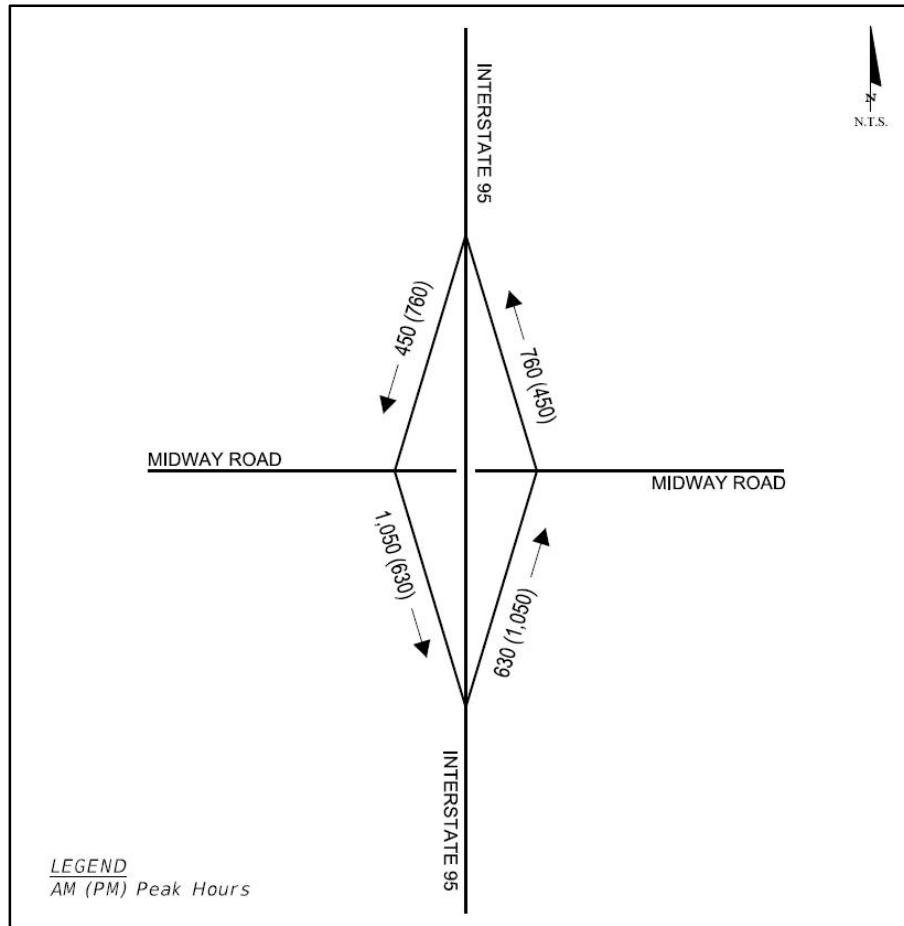 INTERSTATE 95
N
N.T.S.
450 (760)
760 (450)
MIDWAY ROAD
MIDWAY ROAD
1,050 (630)
630 (1,050)
INTERSTATE 95
LEGEND
AM (PM) Peak Hours